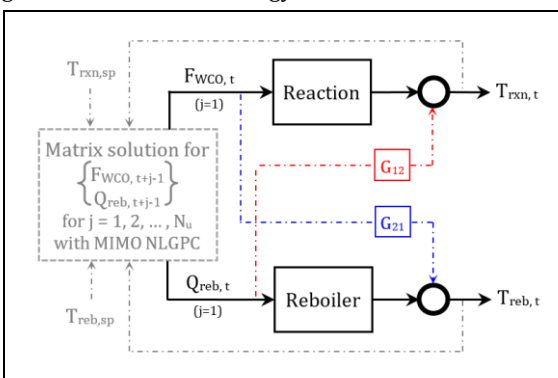 T_rxn,sp
F_WCO, t
(j=1)
Reaction
T_rxn, t
Matrix solution for
{F_WCO, t+j-1
Q_reb, t+j-1}
for j = 1, 2, ... , N_u
with MIMO NLGPC
G_12
G_21
Q_reb, t
(j=1)
Reboiler
T_reb, t
T_reb,sp